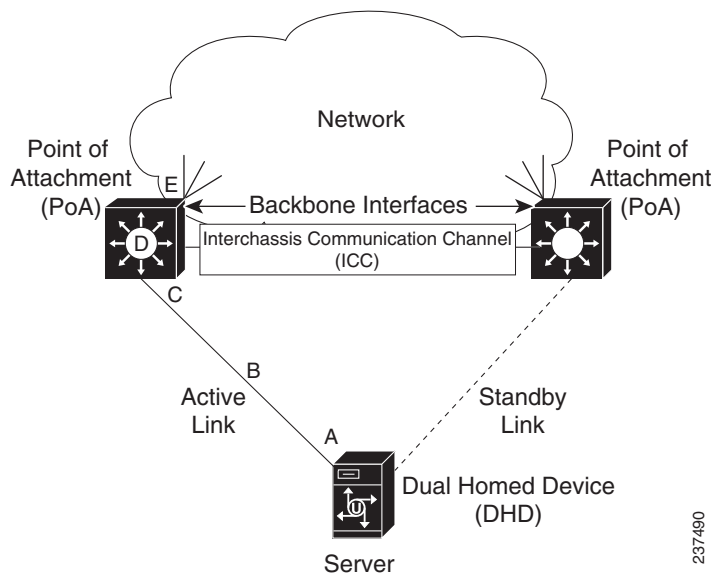 Network
Point of
Attachment
(PoA)
E
Backbone Interfaces
Point of
Attachment
(PoA)
D
Interchassis Communication Channel
(ICC)
C
B
Active
Link
Standby
Link
A
U
Dual Homed Device
(DHD)
Server
237490